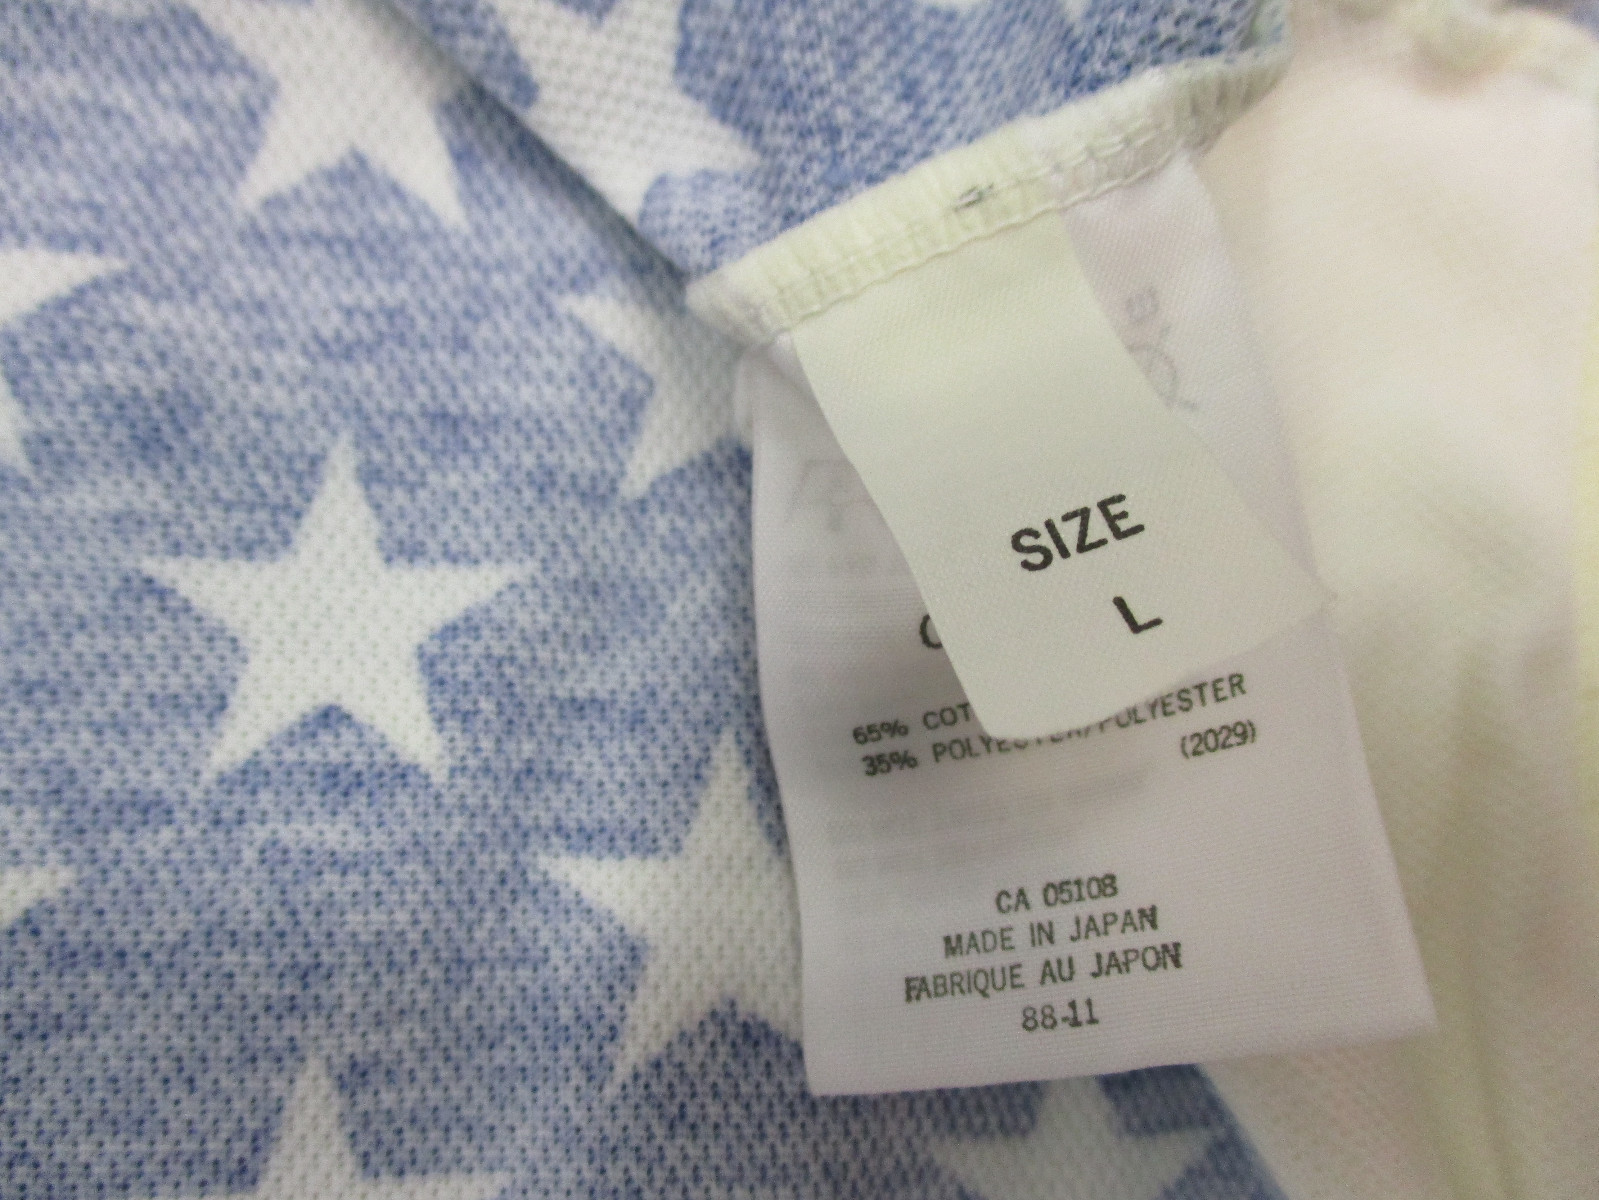 SIZE
L
65% COT
35% POLYESTER/POLYESTER
(2029)
CA 05108
MADE IN JAPAN
FABRIQUE AU JAPON
88-11